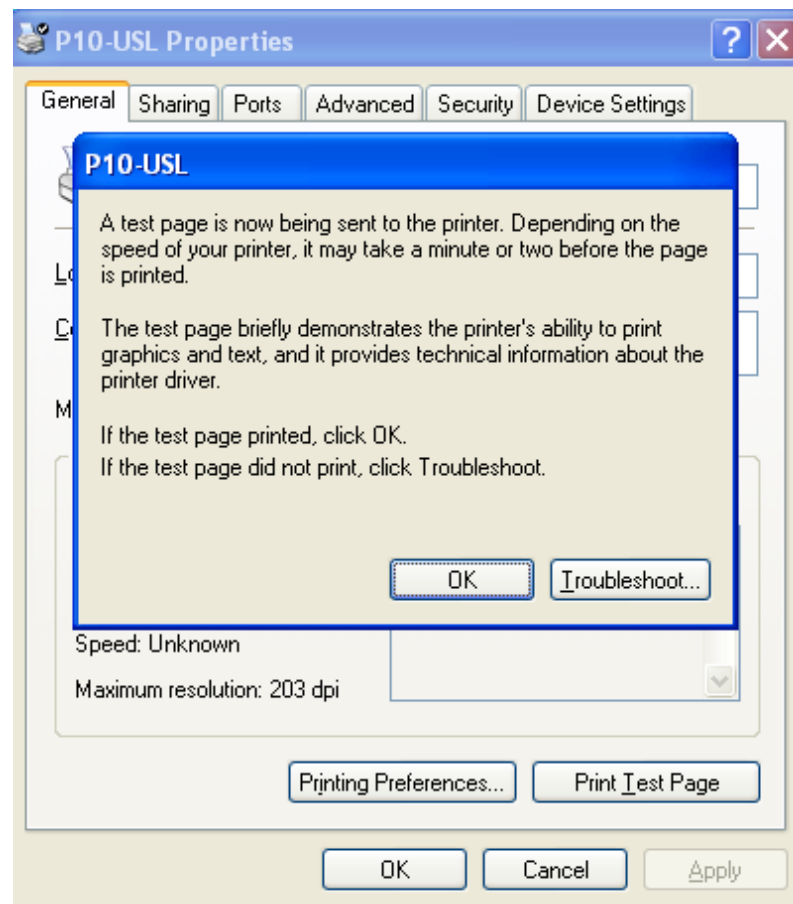 P10-USL Properties
General Sharing Ports Advanced Security Device Settings
P10-USL
A test page is now being sent to the printer. Depending on the
speed of your printer, it may take a minute or two before the page
is printed.
The test page briefly demonstrates the printer's ability to print
graphics and text, and it provides technical information about the
printer driver.
If the test page printed, click OK.
If the test page did not print, click Troubleshoot.
OK Troubleshoot...
Speed: Unknown
Maximum resolution: 203 dpi
Printing Preferences... Print Test Page
OK Cancel Apply